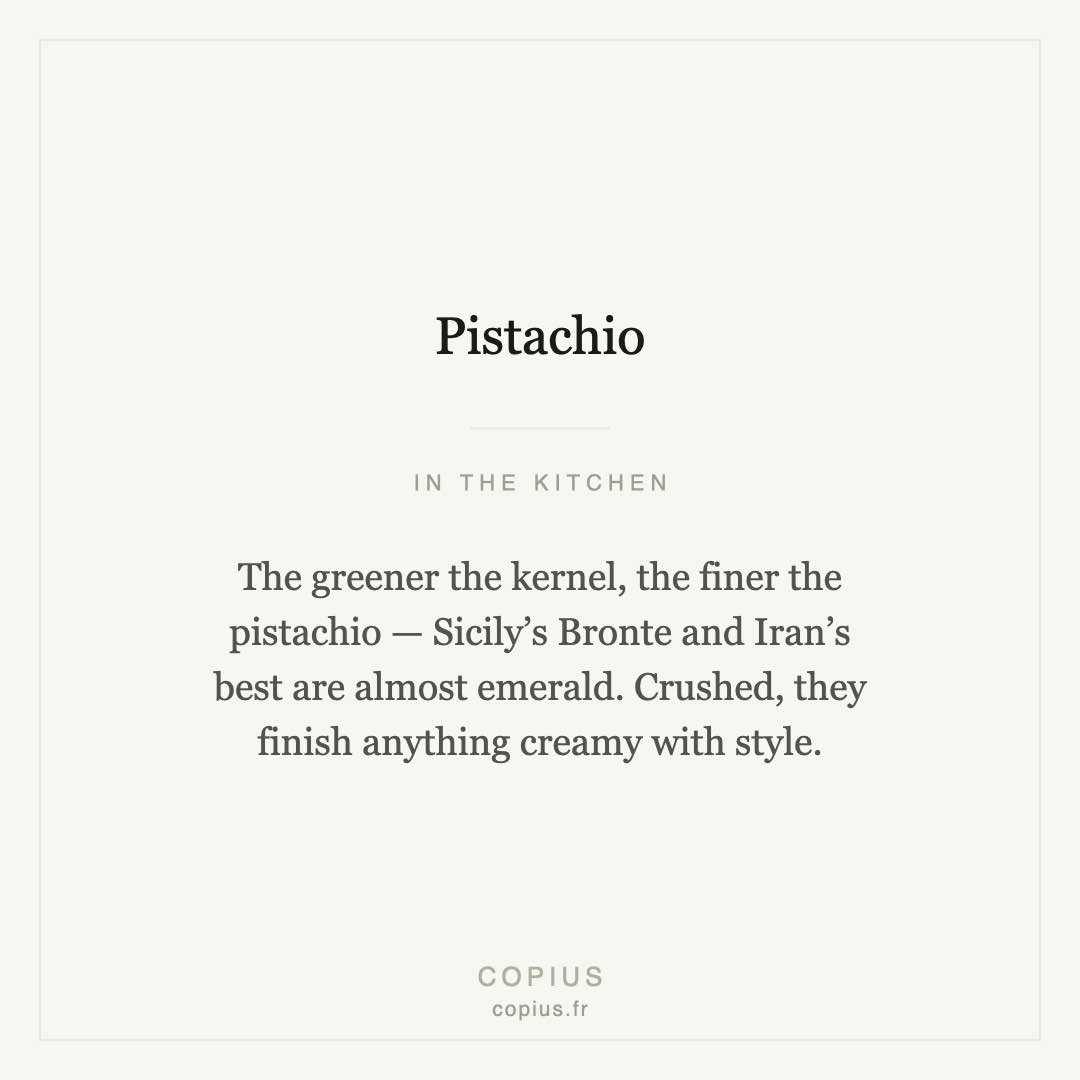 Pistachio
IN THE KITCHEN
The greener the kernel, the finer the
pistachio — Sicily’s Bronte and Iran’s
best are almost emerald. Crushed, they
finish anything creamy with style.
COPIUS
copius.fr